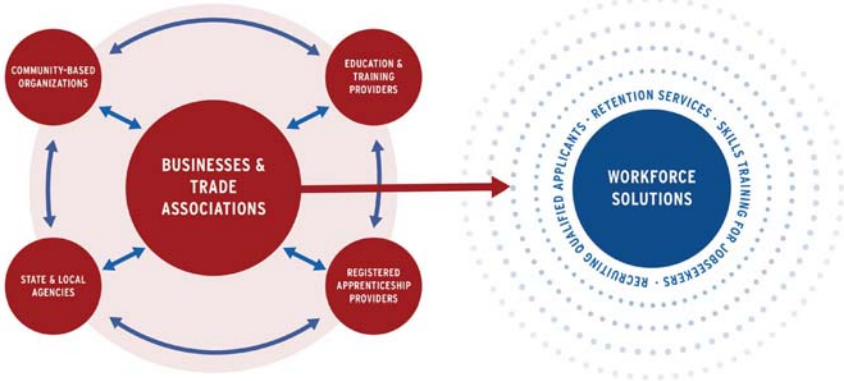 COMMUNITY-BASED
ORGANIZATIONS
EDUCATION &
TRAINING
PROVIDERS
BUSINESSES &
TRADE
ASSOCIATIONS
STATE & LOCAL
AGENCIES
REGISTERED
APPRENTICESHIP
PROVIDERS
WORKFORCE
SOLUTIONS
RECRUITING QUALIFIED APPLICANTS · RETENTION SERVICES · SKILLS TRAINING FOR JOBSEEKERS ·